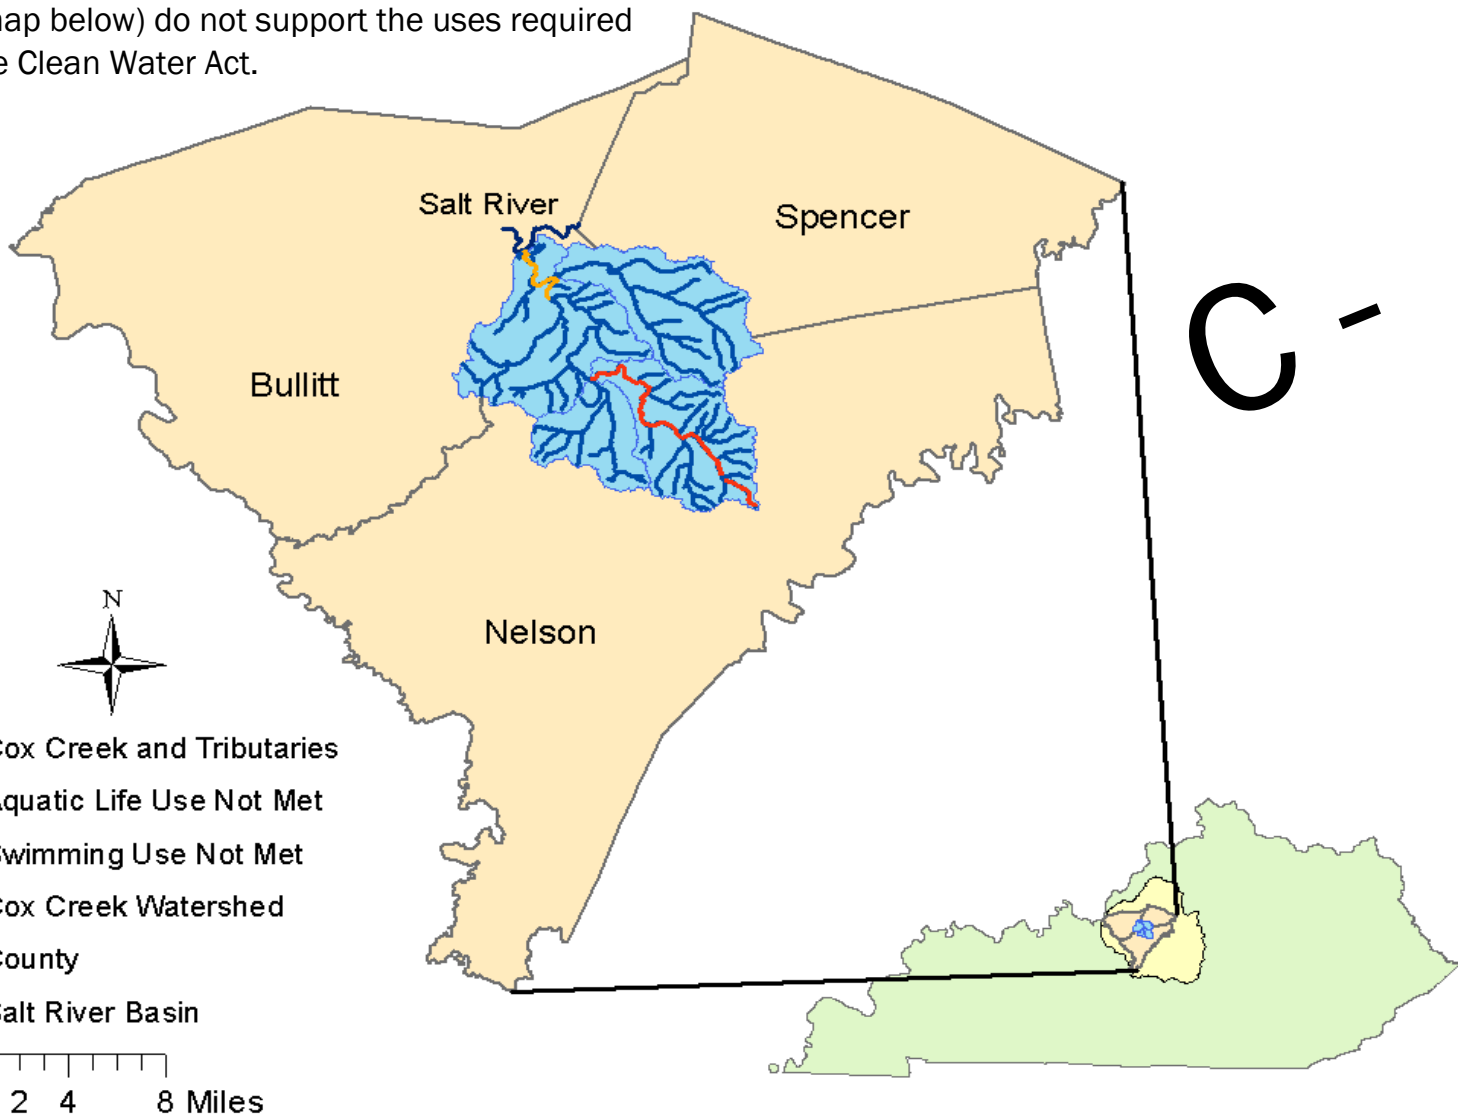 map below) do not support the uses required
e Clean Water Act.
Salt River
Spencer
C -
Bullitt
Nelson
N
Cox Creek and Tributaries
Aquatic Life Use Not Met
Swimming Use Not Met
Cox Creek Watershed
County
Salt River Basin
2 4 8 Miles